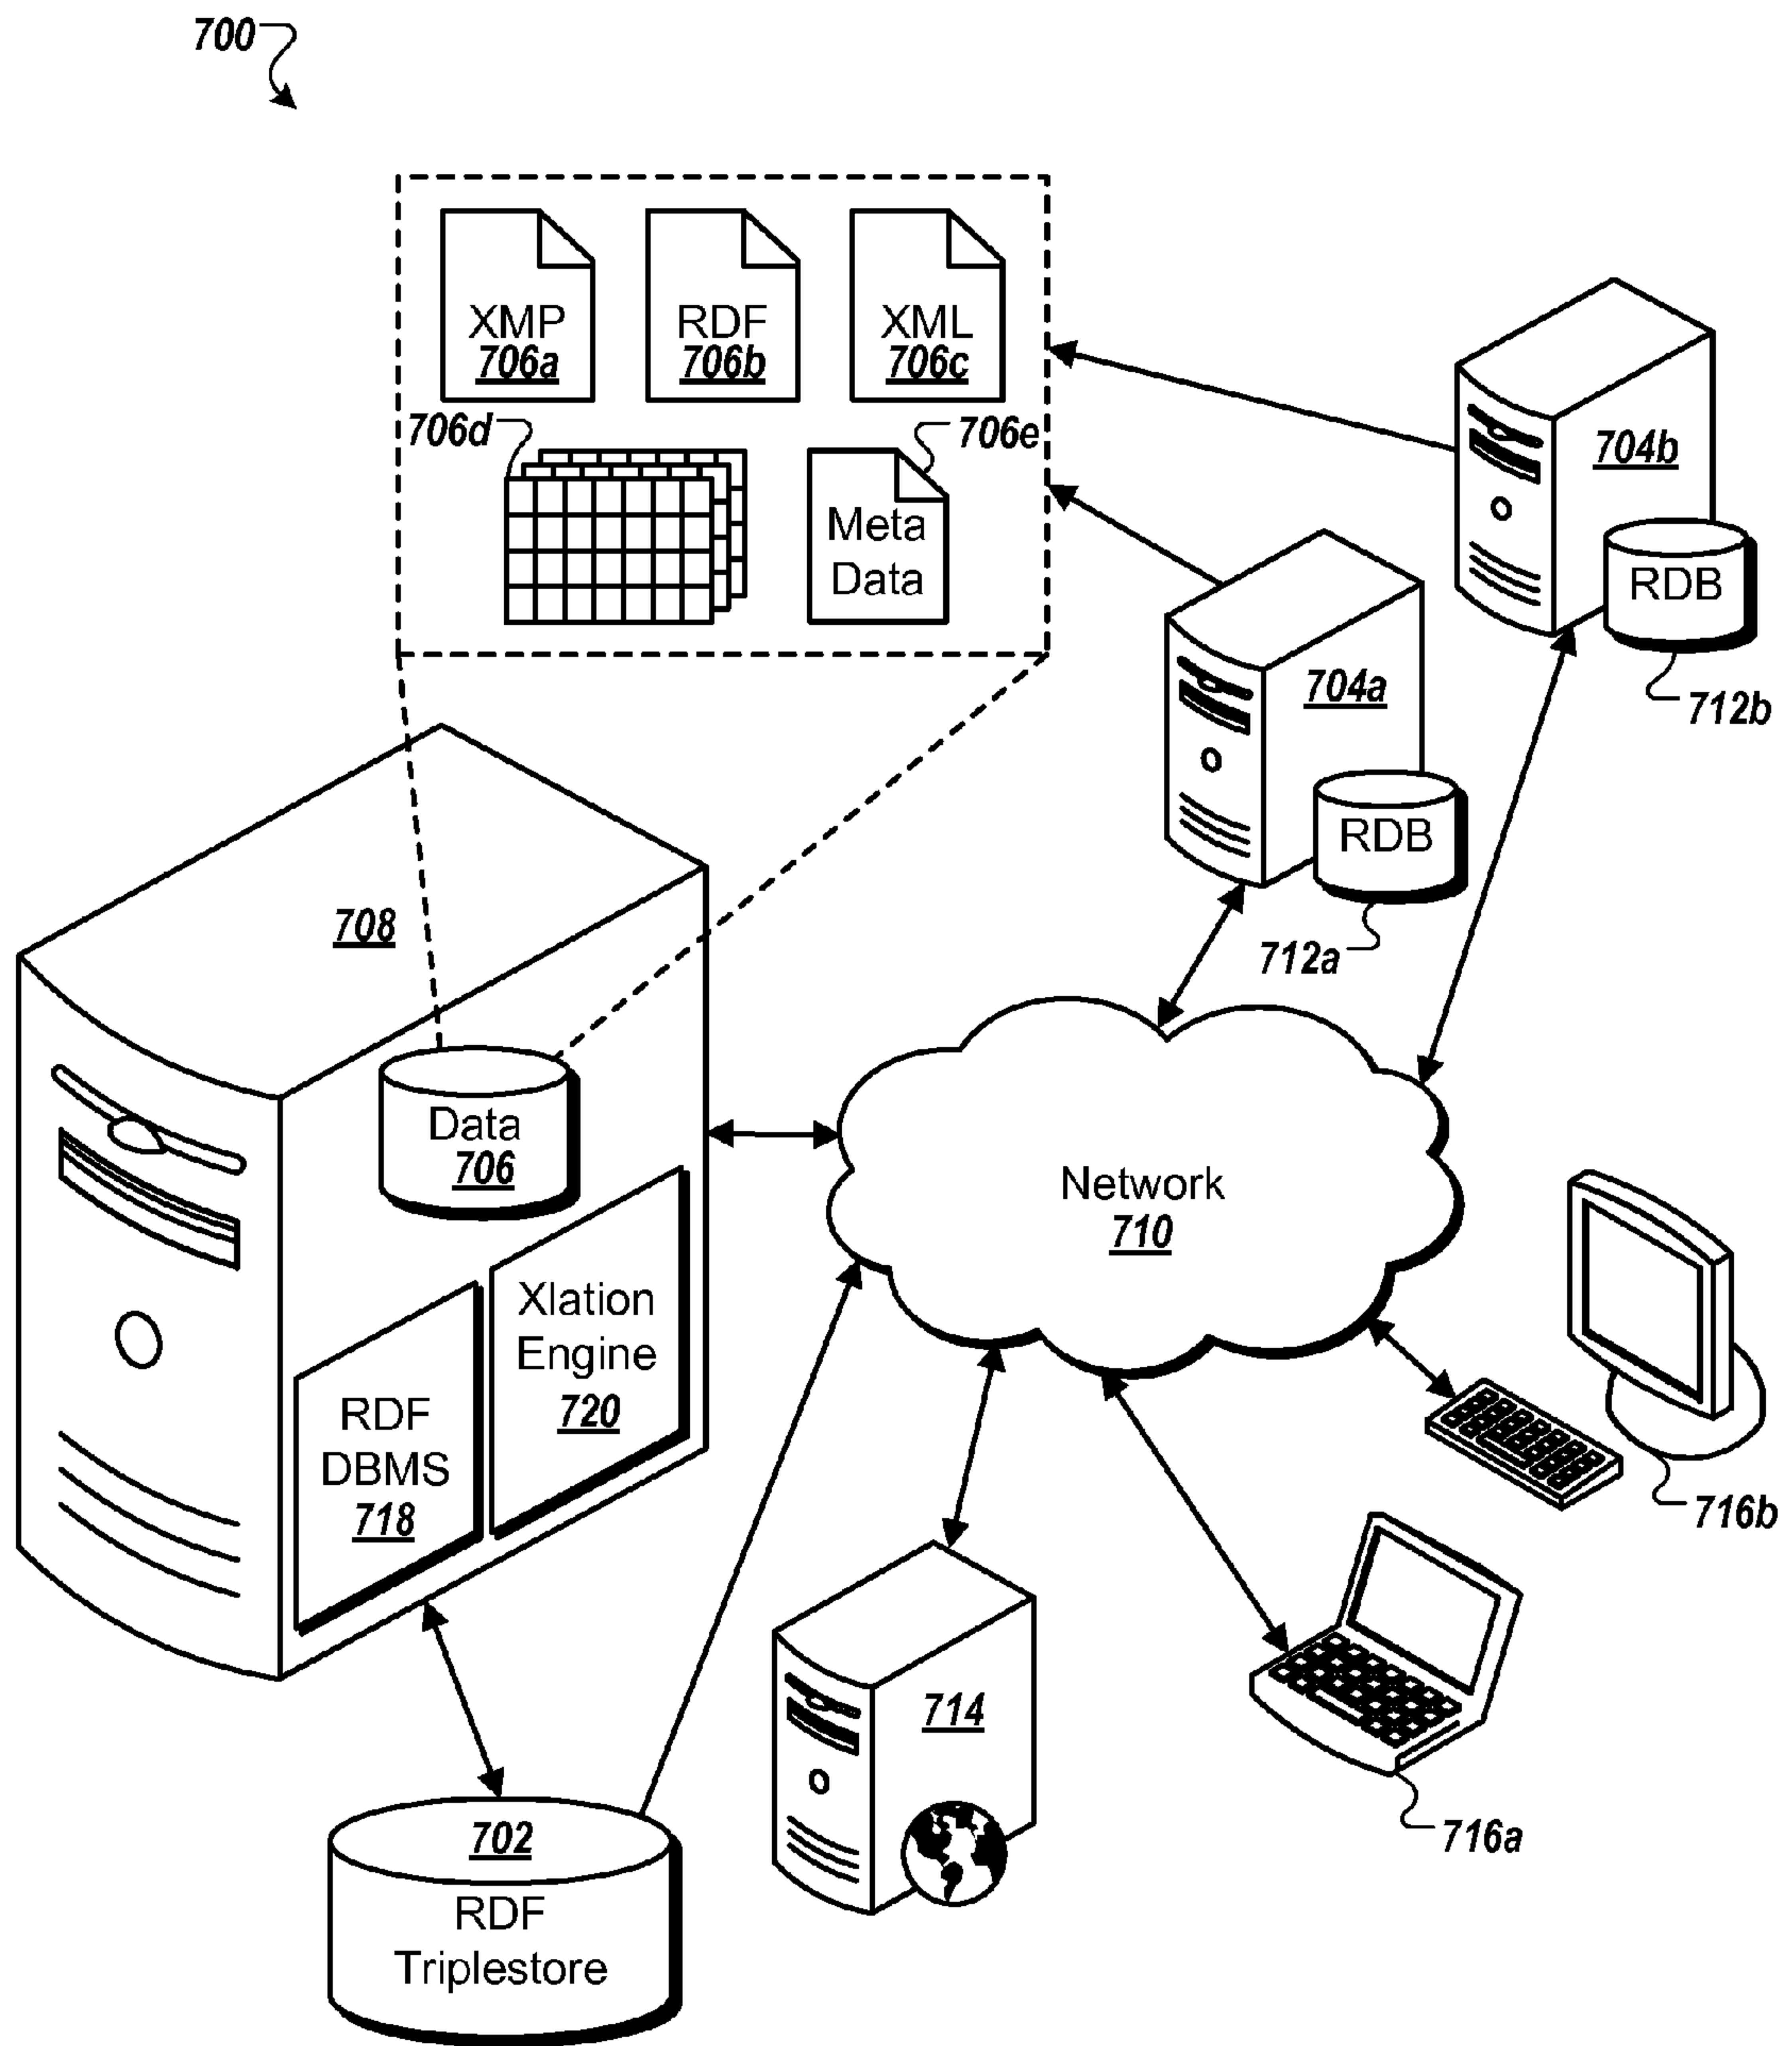 700
XMP
706a
RDF
706b
XML
706c
706d
706e
Meta
Data
704b
RDB
712b
704a
RDB
712a
708
Data
706
Network
710
Xlation
Engine
720
RDF
DBMS
718
716b
714
716a
702
RDF
Triplestore